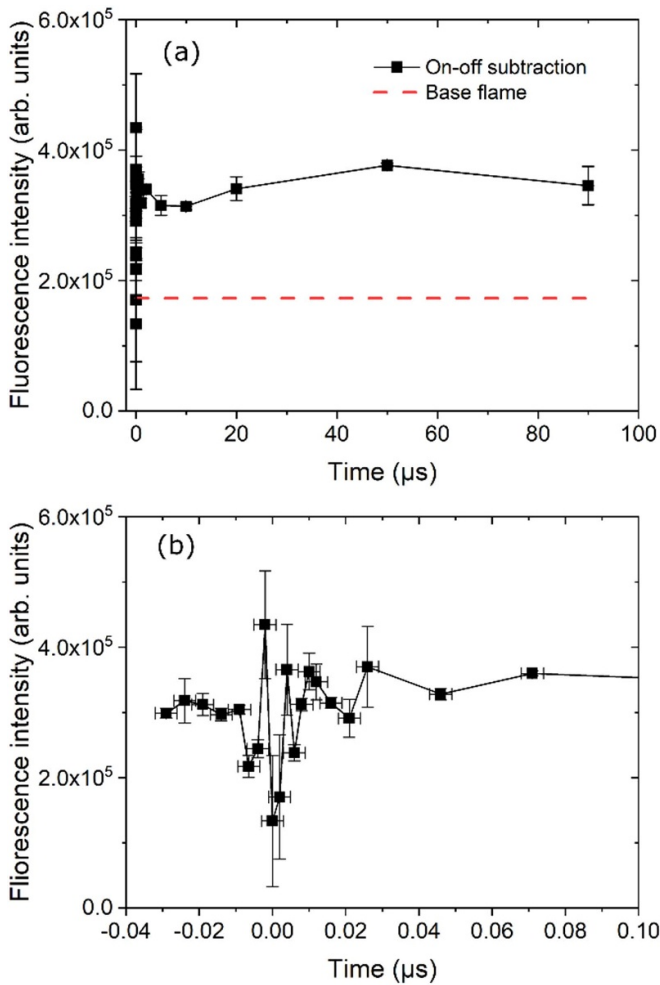 6.0x10⁵
(a)
On-off subtraction
Base flame
4.0x10⁵
2.0x10⁵
0.0
Fluorescence intensity (arb. units)
0 20 40 60 80 100
Time (µs)
6.0x10⁵
(b)
4.0x10⁵
2.0x10⁵
0.0
Fliorescence intensity (arb. units)
-0.04 -0.02 0.00 0.02 0.04 0.06 0.08 0.10
Time (µs)